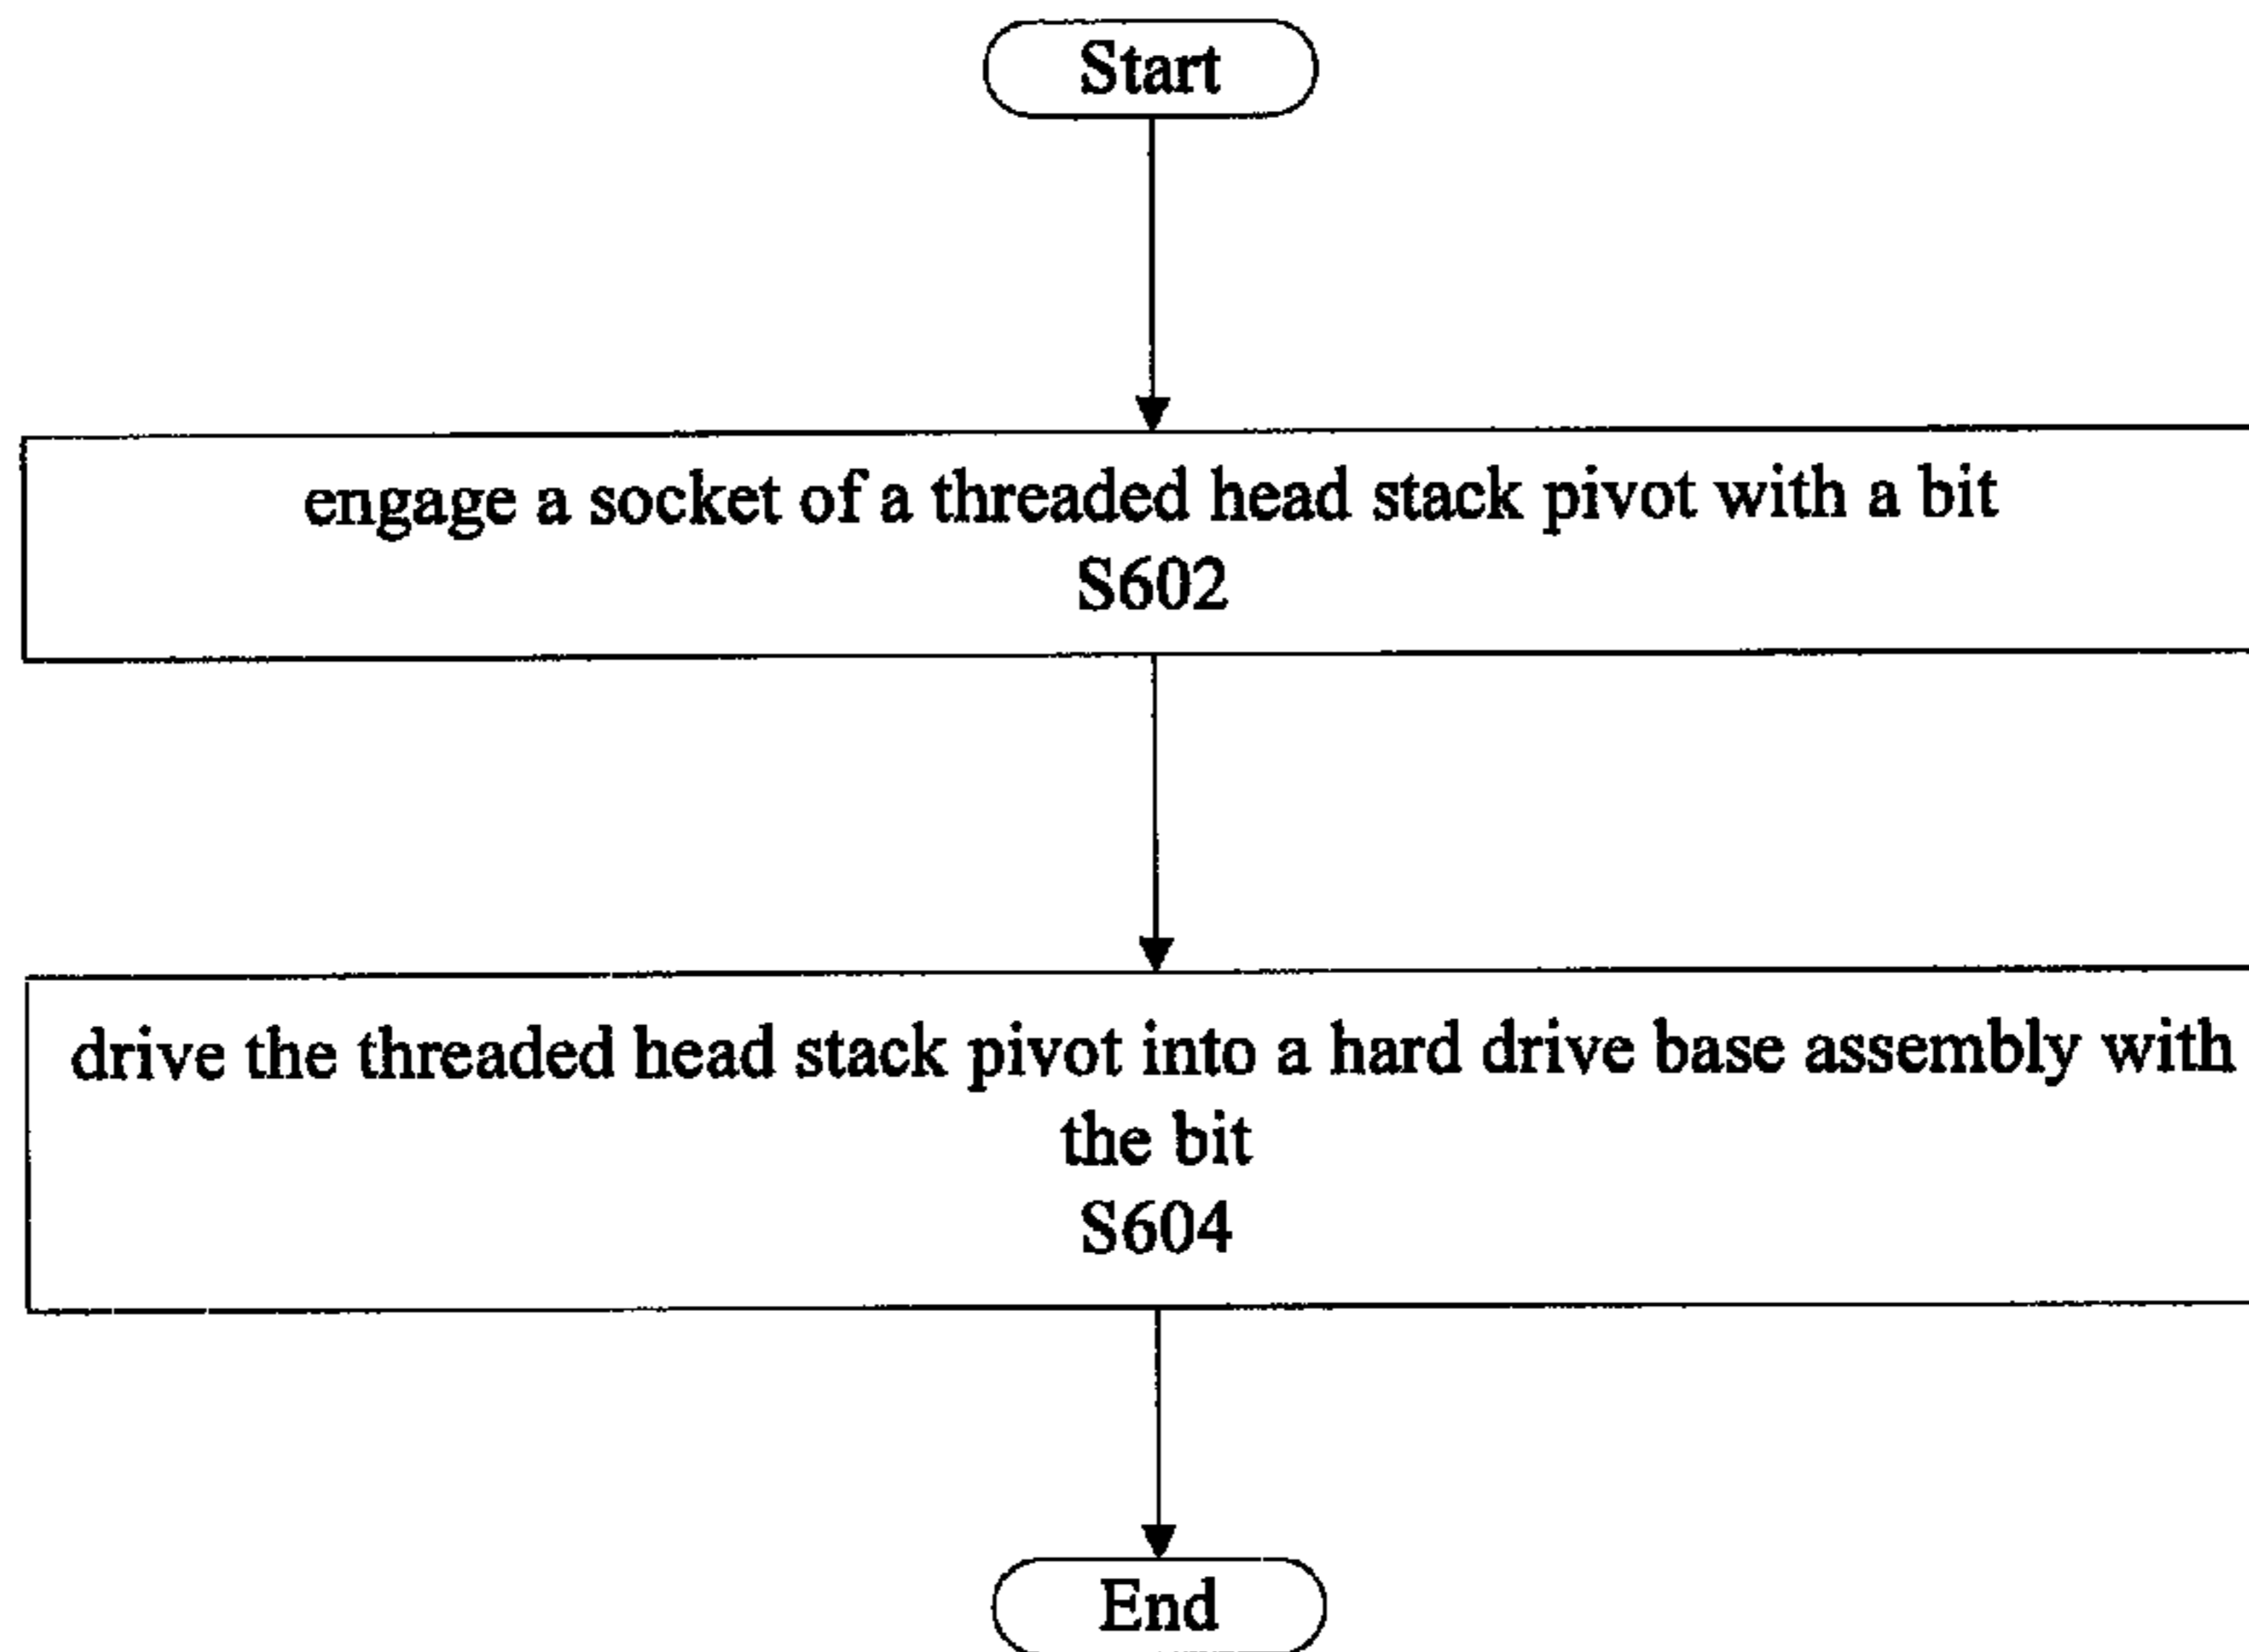 Start
engage a socket of a threaded head stack pivot with a bit
S602
drive the threaded head stack pivot into a hard drive base assembly with
the bit
S604
End